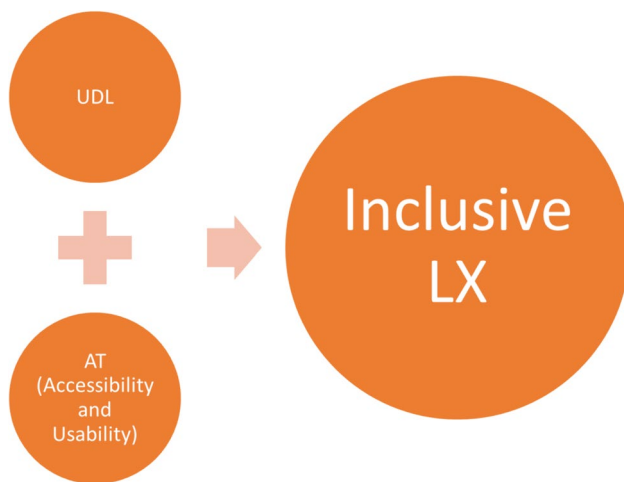 UDL
AT
(Accessibility
and
Usability)
Inclusive
LX